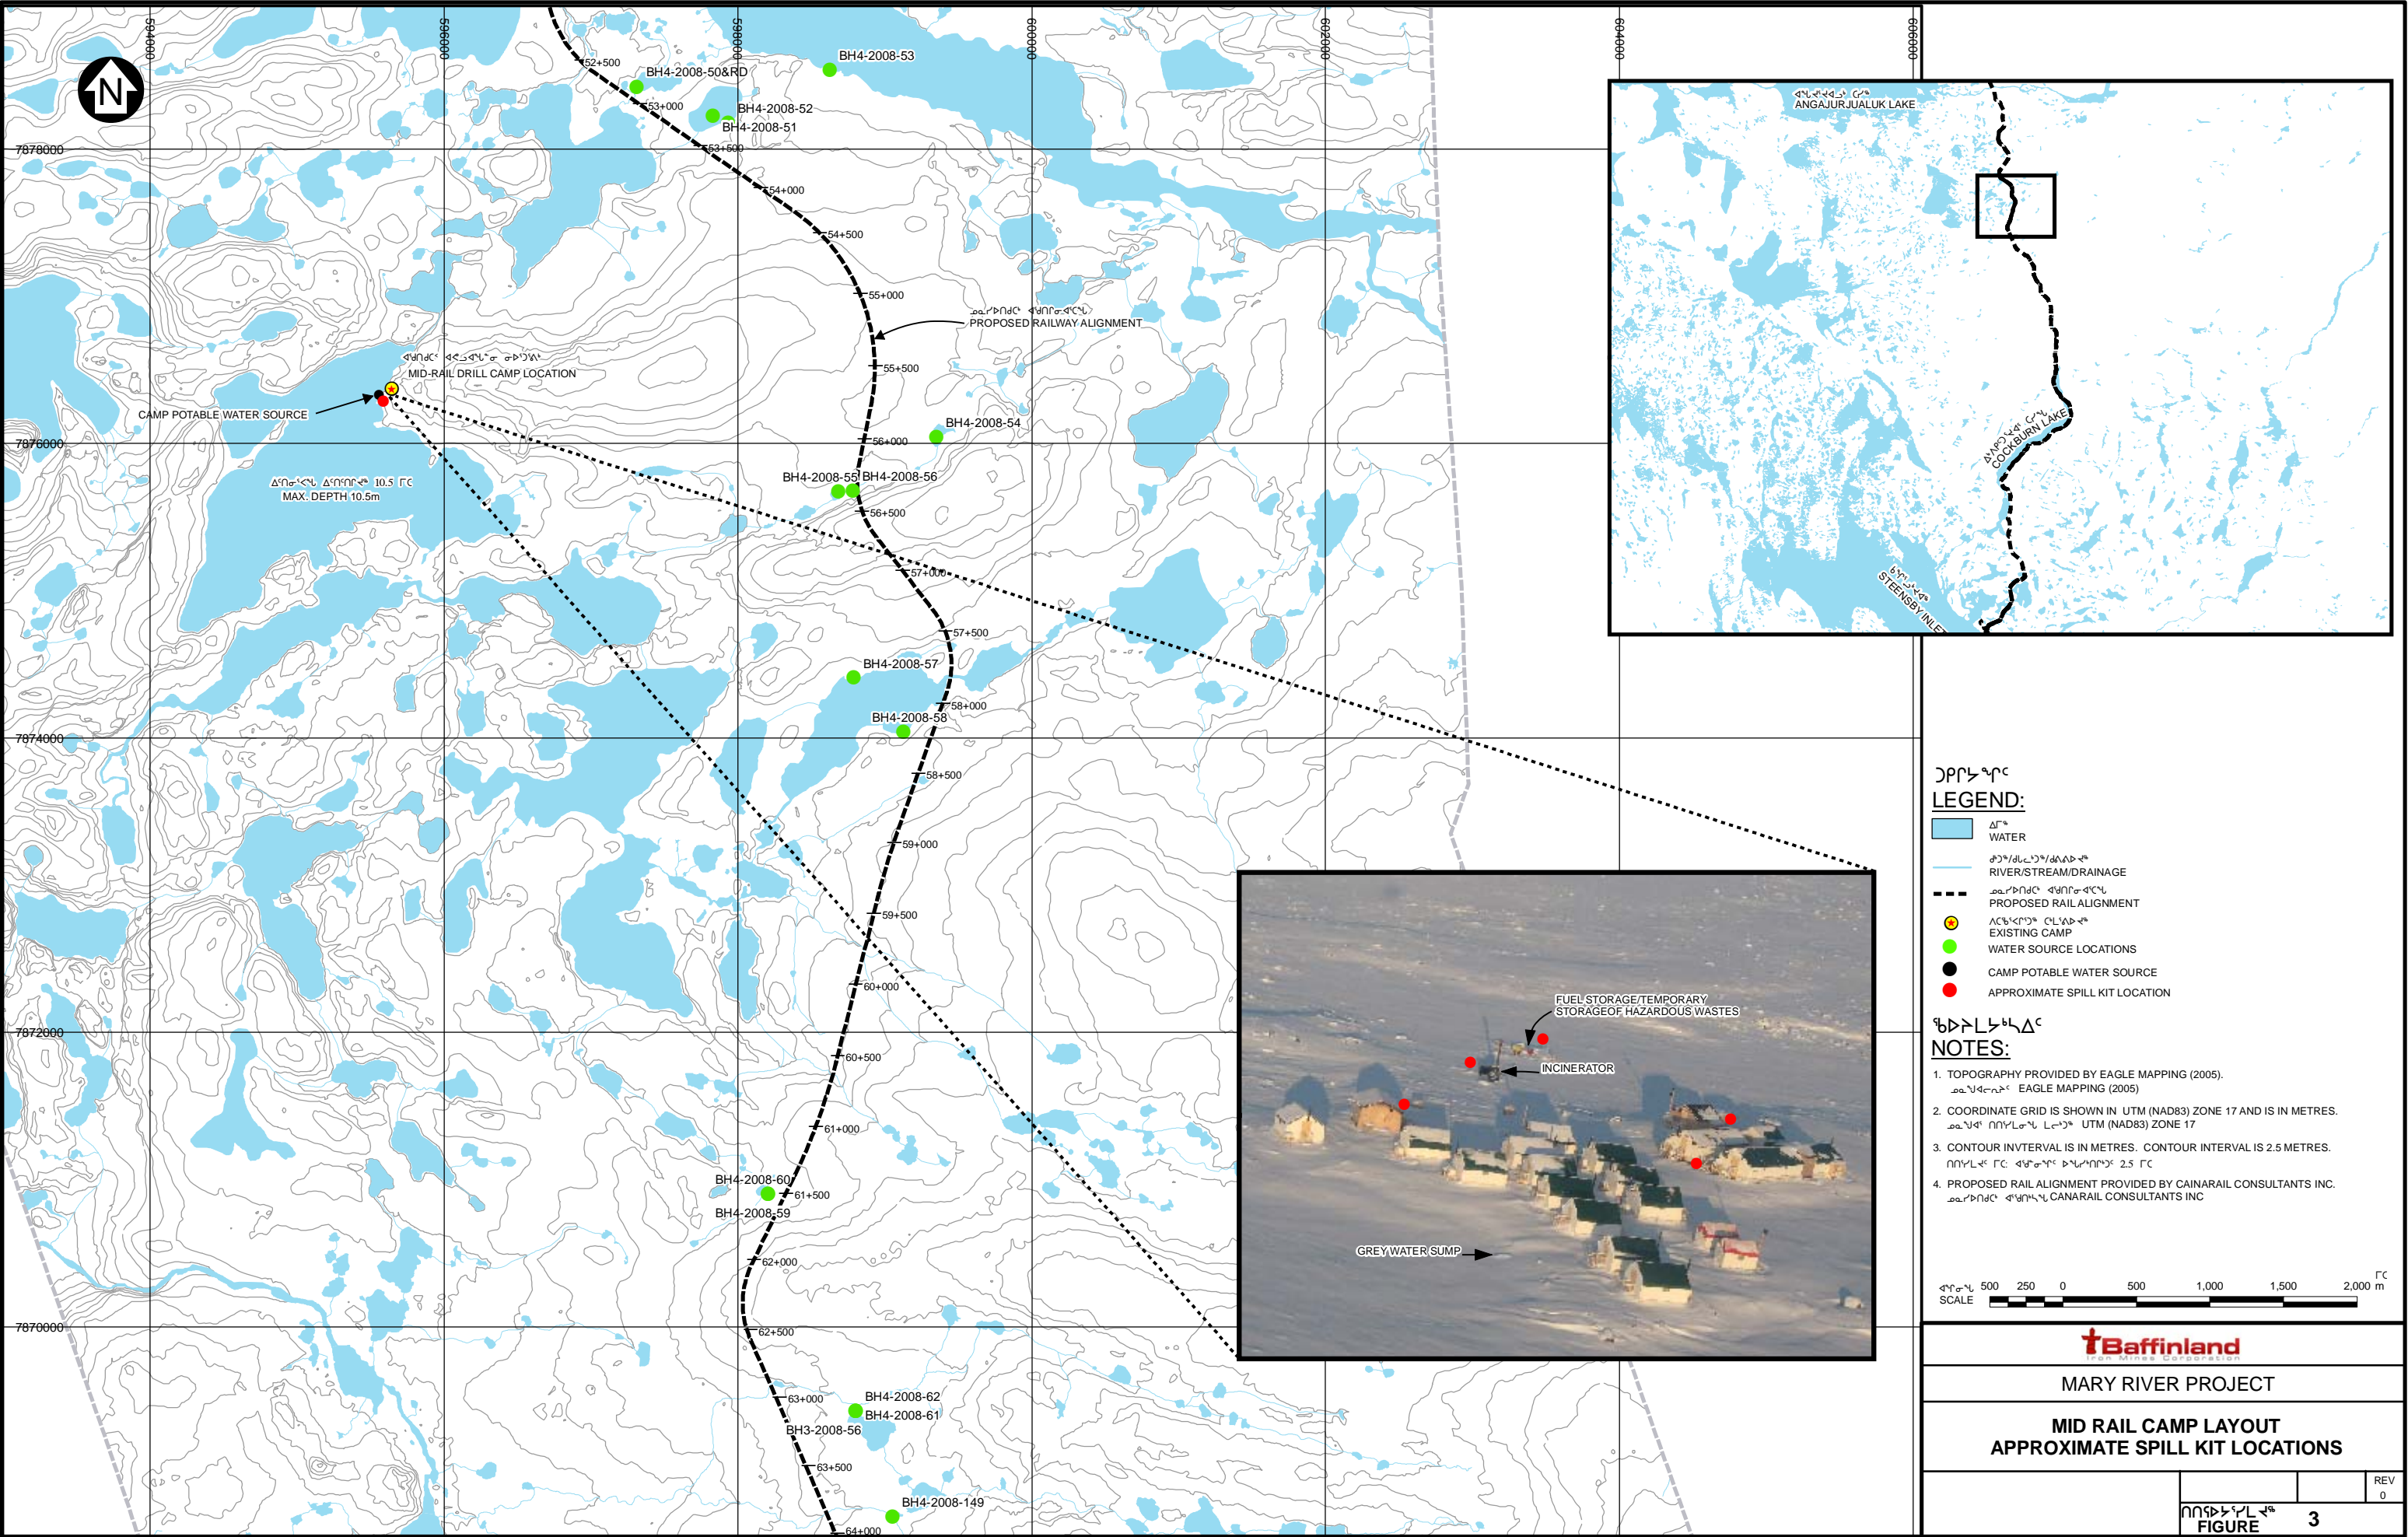 594000
596000
598000
600000
602000
604000
606000
N
7878000
7876000
7874000
7872000
7870000
52+500
BH4-2008-50&RD
53+000
BH4-2008-53
BH4-2008-52
BH4-2008-51
53+500
54+000
54+500
55+000
PROPOSED RAILWAY ALIGNMENT
55+500
MID-RAIL DRILL CAMP LOCATION
CAMP POTABLE WATER SOURCE
MAX. DEPTH 10.5m
BH4-2008-54
56+000
BH4-2008-55
BH4-2008-56
56+500
57+000
57+500
BH4-2008-57
58+000
BH4-2008-58
58+500
59+000
59+500
60+000
60+500
61+000
BH4-2008-60
61+500
BH4-2008-59
62+000
62+500
63+000
BH4-2008-62
BH4-2008-61
BH3-2008-56
63+500
BH4-2008-149
64+000
ANGAJURJUALUK LAKE
COCKBURN LAKE
STEENSBY INLET
FUEL STORAGE/TEMPORARY
STORAGEOF HAZARDOUS WASTES
INCINERATOR
GREY WATER SUMP
LEGEND:
ᐃᒥᖅ
WATER
RIVER/STREAM/DRAINAGE
PROPOSED RAIL ALIGNMENT
EXISTING CAMP
WATER SOURCE LOCATIONS
CAMP POTABLE WATER SOURCE
APPROXIMATE SPILL KIT LOCATION
NOTES:
1. TOPOGRAPHY PROVIDED BY EAGLE MAPPING (2005).
EAGLE MAPPING (2005)
2. COORDINATE GRID IS SHOWN IN UTM (NAD83) ZONE 17 AND IS IN METRES.
UTM (NAD83) ZONE 17
3. CONTOUR INVTERVAL IS IN METRES. CONTOUR INTERVAL IS 2.5 METRES.
2.5 ᒥᑕ
4. PROPOSED RAIL ALIGNMENT PROVIDED BY CAINARAIL CONSULTANTS INC.
CANARAIL CONSULTANTS INC
500 250 0 500 1,000 1,500 2,000 m
SCALE
Baffinland
Iron Mines Corporation
MARY RIVER PROJECT
MID RAIL CAMP LAYOUT
APPROXIMATE SPILL KIT LOCATIONS
REV
0
FIGURE 3